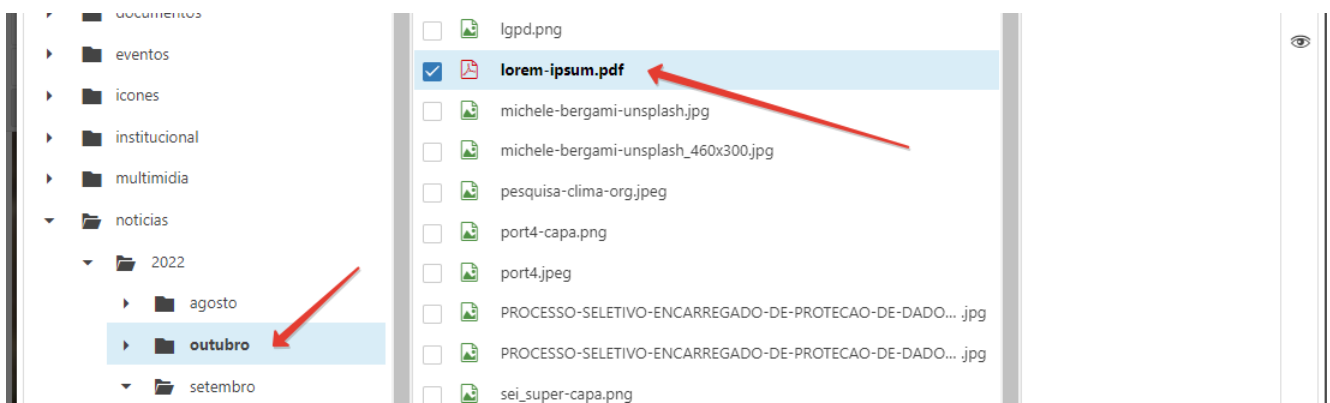 documentos
eventos
icones
institucional
multimidia
noticias
2022
agosto
outubro
setembro
lgpd.png
lorem-ipsum.pdf
michele-bergami-unsplash.jpg
michele-bergami-unsplash_460x300.jpg
pesquisa-clima-org.jpeg
port4-capa.png
port4.jpeg
PROCESSO-SELETIVO-ENCARREGADO-DE-PROTECAO-DE-DADO... .jpg
PROCESSO-SELETIVO-ENCARREGADO-DE-PROTECAO-DE-DADO... .jpg
sei_super-capa.png